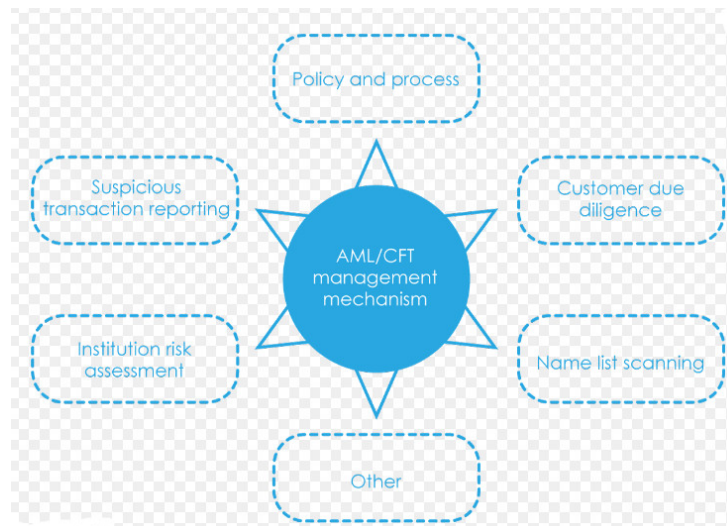 Policy and process
Suspicious
transaction reporting
Customer due
diligence
AML/CFT
management
mechanism
Institution risk
assessment
Name list scanning
Other